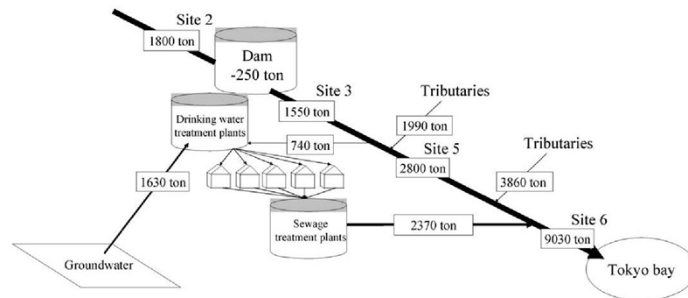 Site 2
1800 ton
Dam
-250 ton
Site 3
1550 ton
Tributaries
1990 ton
Drinking water
treatment plants
740 ton
Site 5
2800 ton
Tributaries
3860 ton
1630 ton
Sewage
treatment plants
2370 ton
Site 6
9030 ton
Groundwater
Tokyo bay